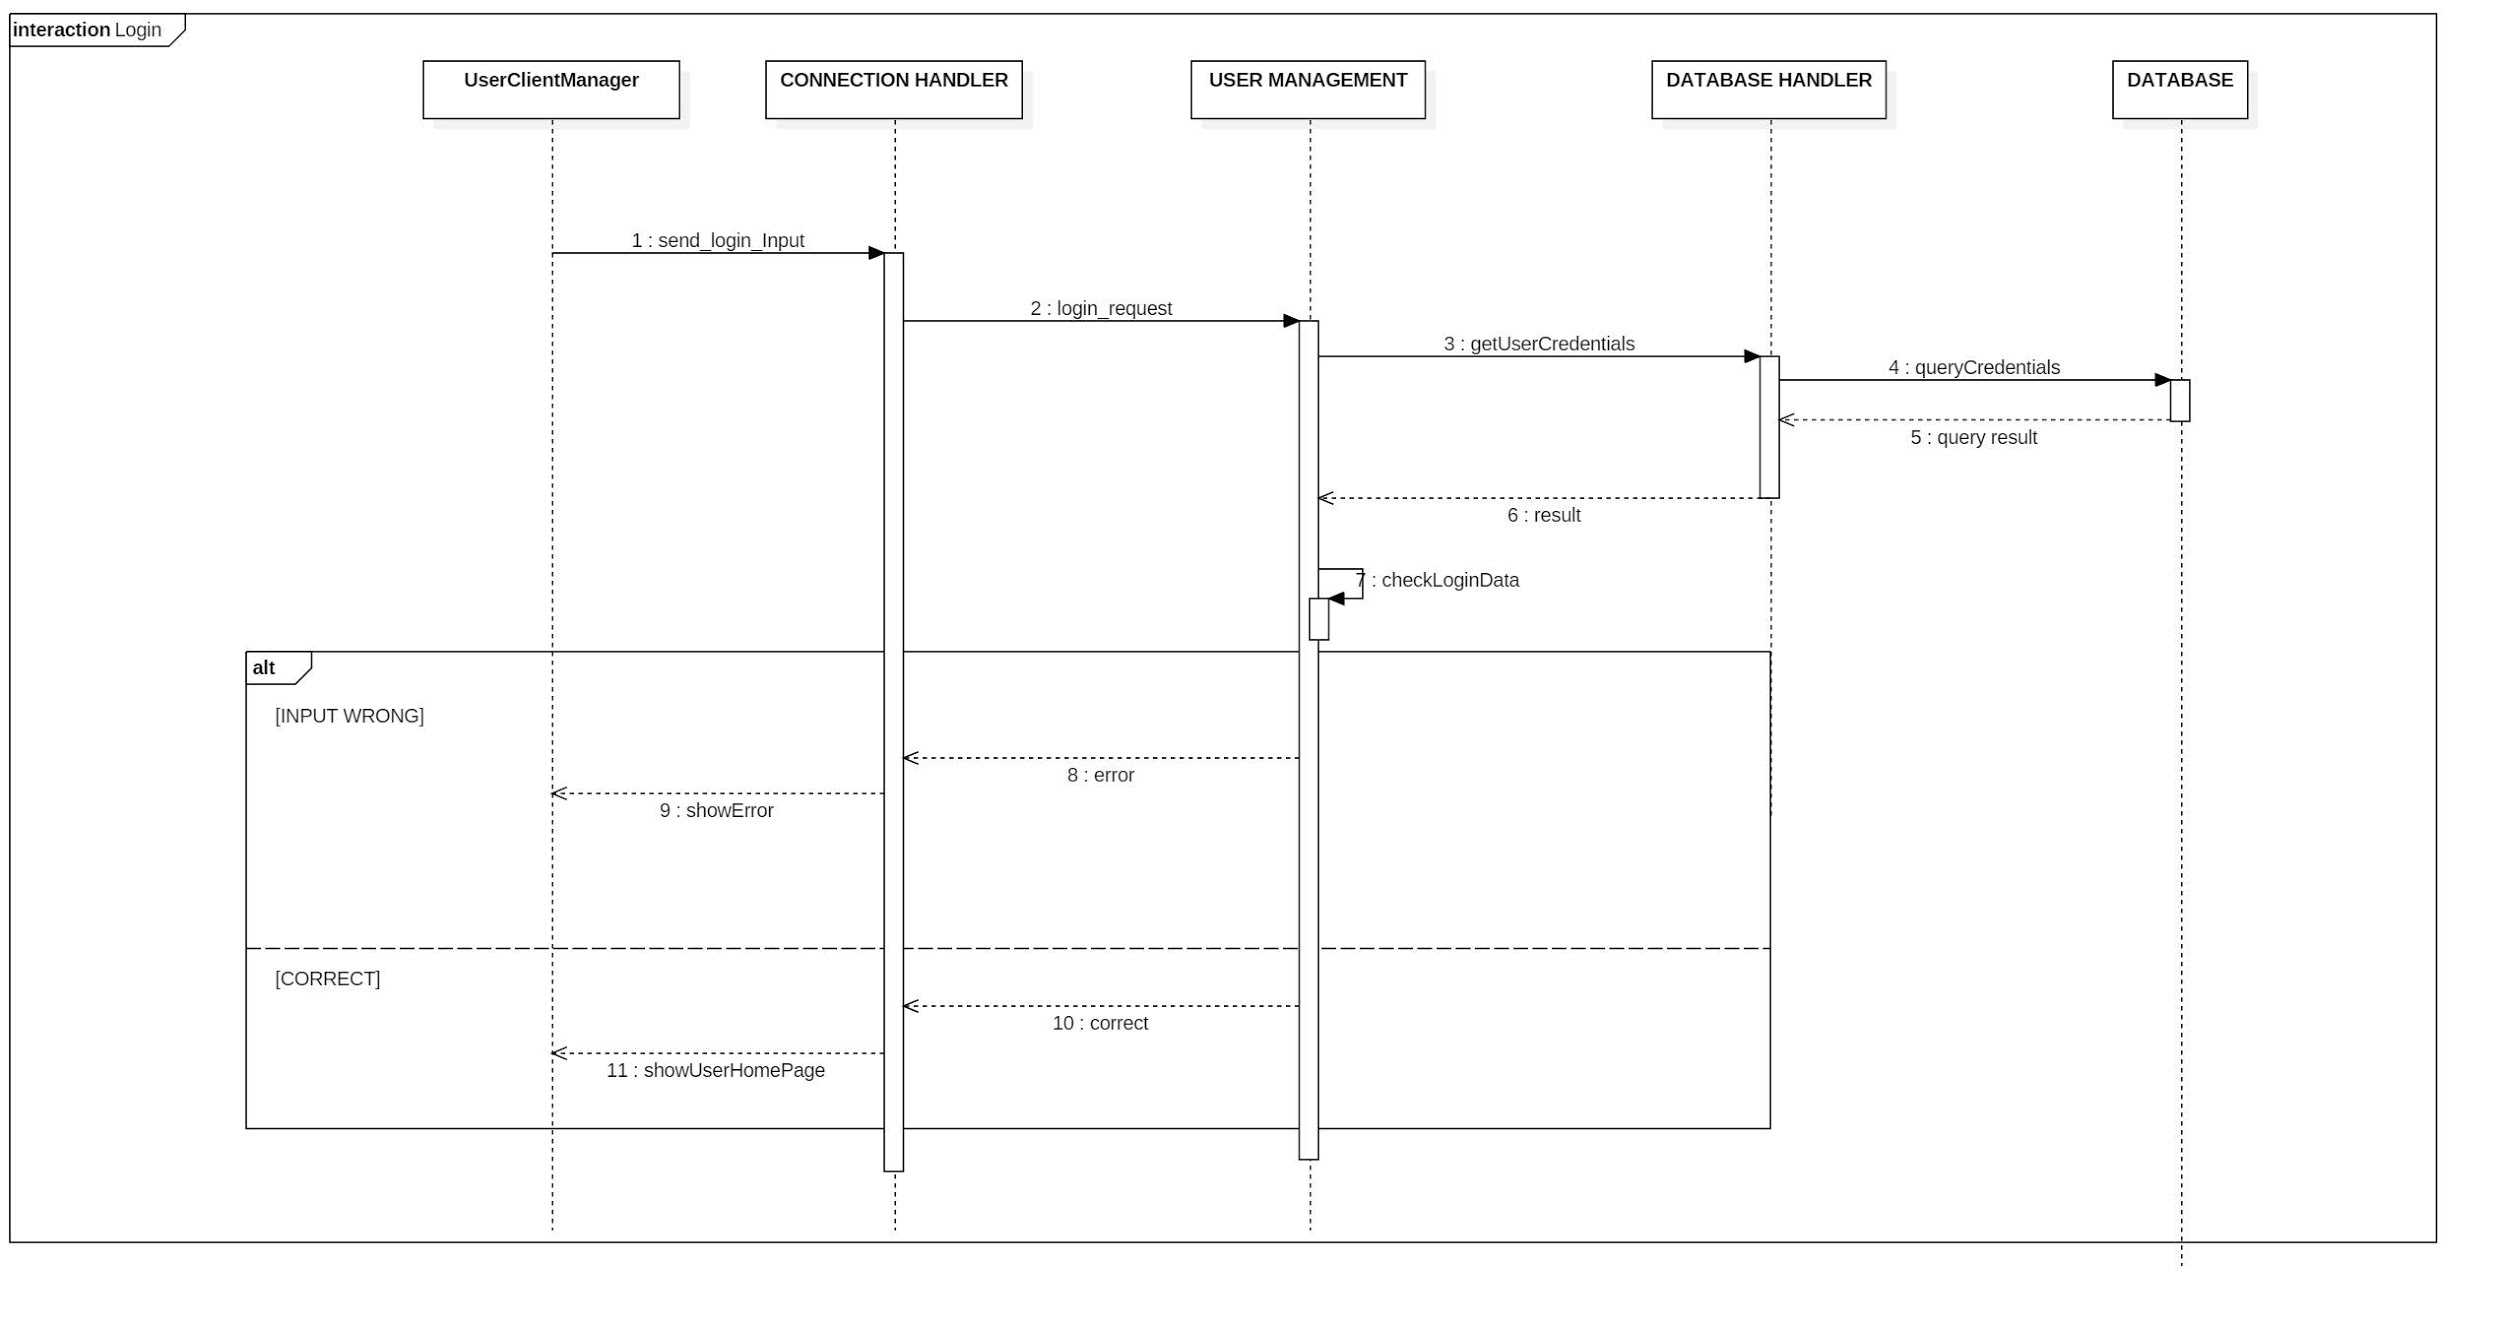 interaction Login
UserClientManager
CONNECTION HANDLER
USER MANAGEMENT
DATABASE HANDLER
DATABASE
1 : send_login_Input
2 : login_request
3 : getUserCredentials
4 : queryCredentials
5 : query result
6 : result
7 : checkLoginData
alt
[INPUT WRONG]
8 : error
9 : showError
[CORRECT]
10 : correct
11 : showUserHomePage